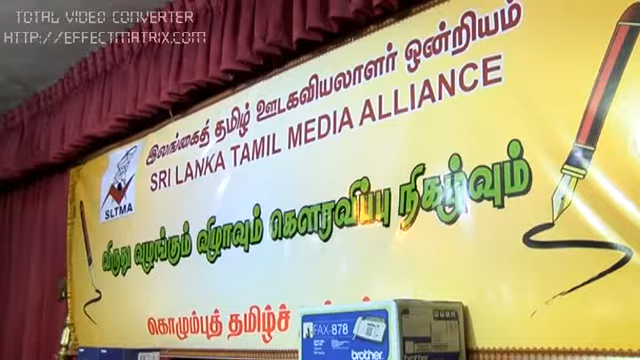 TOTAL VIDEO CONVERTER
HTTP://EFFECTMATRIX.COM
இலங்கைத் தமிழ் ஊடகவியலாளர் ஒன்றியம்
SRI LANKA TAMIL MEDIA ALLIANCE
SLTMA
விருது வழங்கும் விழாவும் கௌரவிப்பு நிகழ்வும்
கொழும்புத் தமிழ்ச்
FAX-878
brother
brother